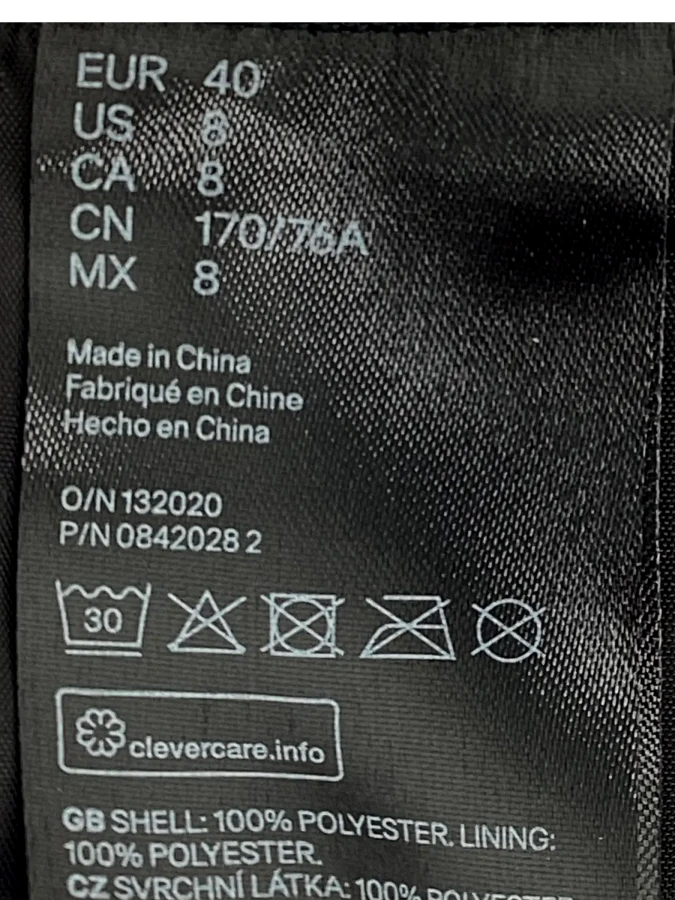 EUR 40
US 8
CA 8
CN 170/76A
MX 8
Made in China
Fabriqué en Chine
Hecho en China
O/N 132020
P/N 0842028 2
30
clevercare.info
GB SHELL: 100% POLYESTER. LINING:
100% POLYESTER.
CZ SVRCHNÍ LÁTKA: 100% POLYESTER